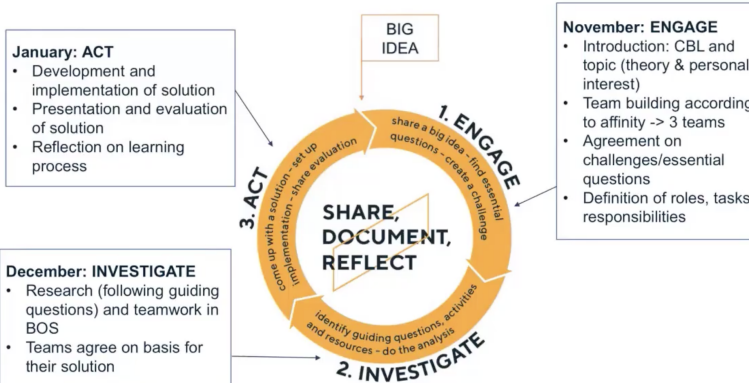 BIG
IDEA
January: ACT
• Development and
implementation of solution
• Presentation and evaluation
of solution
• Reflection on learning
process
November: ENGAGE
• Introduction: CBL and
topic (theory & personal
interest)
• Team building according
to affinity -> 3 teams
• Agreement on
challenges/essential
questions
• Definition of roles, tasks
responsibilities
1. ENGAGE
share a big idea - find essential
questions - create a challenge
3. ACT
come up with a solution - set up
implementation - share evaluation
SHARE,
DOCUMENT,
REFLECT
December: INVESTIGATE
• Research (following guiding
questions) and teamwork in
BOS
• Teams agree on basis for
their solution
identify guiding questions, activities
and resources - do the analysis
2. INVESTIGATE